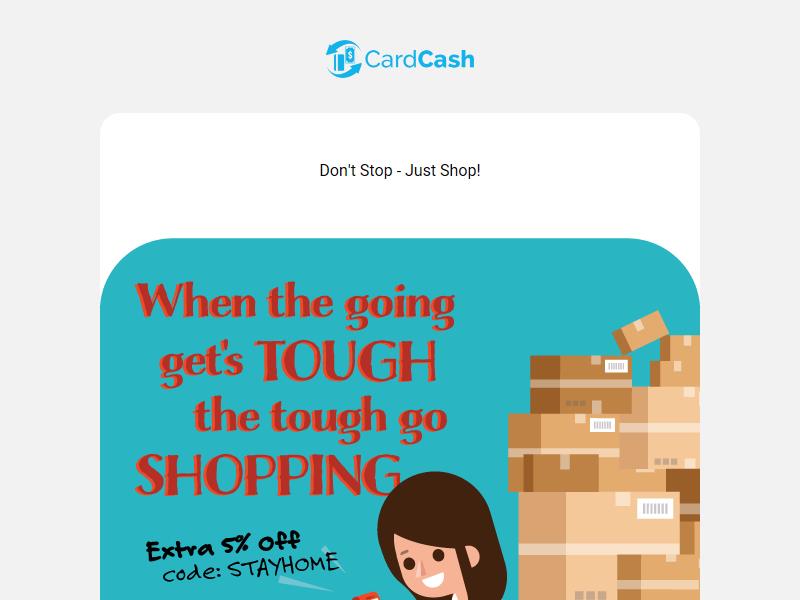 CardCash
Don't Stop - Just Shop!
When the going
get's TOUGH
the tough go
SHOPPING
Extra 5% Off
code: STAYHOME